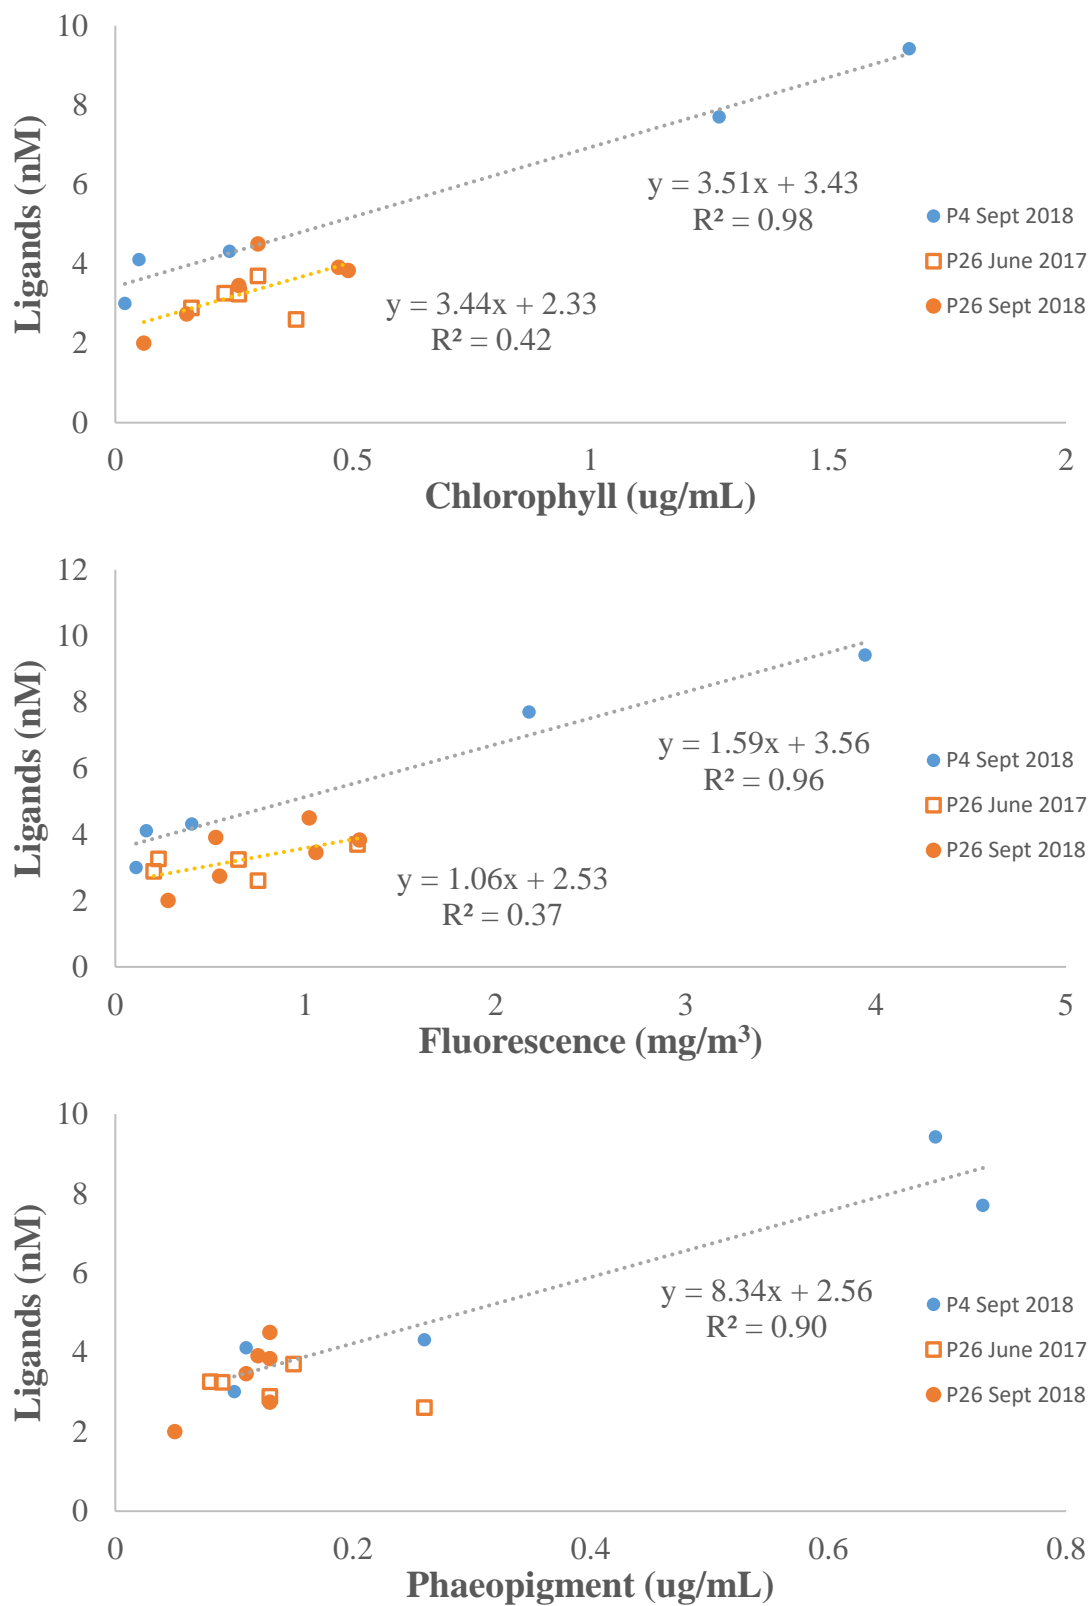 10
8
6
4
2
0
Ligands (nM)
y = 3.51x + 3.43
R² = 0.98
y = 3.44x + 2.33
R² = 0.42
P4 Sept 2018
P26 June 2017
P26 Sept 2018
0 0.5 1 1.5 2
Chlorophyll (ug/mL)
12
10
8
6
4
2
0
Ligands (nM)
y = 1.59x + 3.56
R² = 0.96
y = 1.06x + 2.53
R² = 0.37
P4 Sept 2018
P26 June 2017
P26 Sept 2018
0 1 2 3 4 5
Fluorescence (mg/m³)
10
8
6
4
2
0
Ligands (nM)
y = 8.34x + 2.56
R² = 0.90
P4 Sept 2018
P26 June 2017
P26 Sept 2018
0 0.2 0.4 0.6 0.8
Phaeopigment (ug/mL)